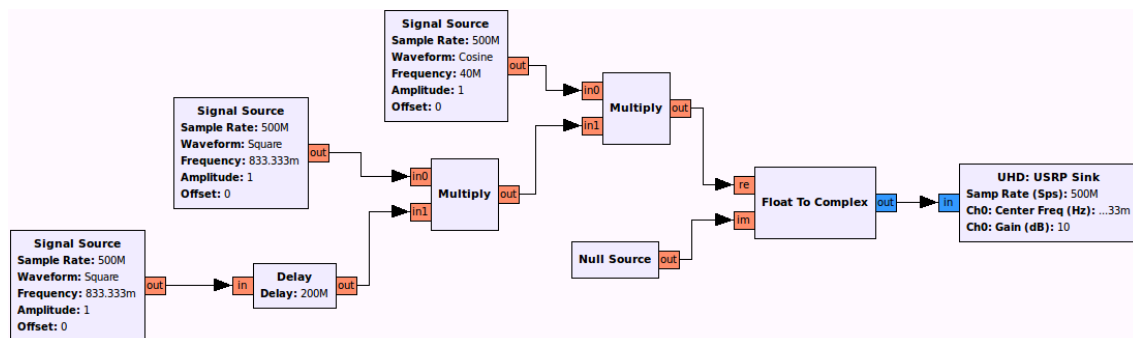 Signal Source
Sample Rate: 500M
Waveform: Cosine
Frequency: 40M
Amplitude: 1
Offset: 0
out
in0
in1
Multiply
out
Signal Source
Sample Rate: 500M
Waveform: Square
Frequency: 833.333m
Amplitude: 1
Offset: 0
out
in0
in1
Multiply
out
Signal Source
Sample Rate: 500M
Waveform: Square
Frequency: 833.333m
Amplitude: 1
Offset: 0
out
in
Delay
Delay: 200M
out
Null Source
out
re
im
Float To Complex
out
in
UHD: USRP Sink
Samp Rate (Sps): 500M
Ch0: Center Freq (Hz): ...33m
Ch0: Gain (dB): 10